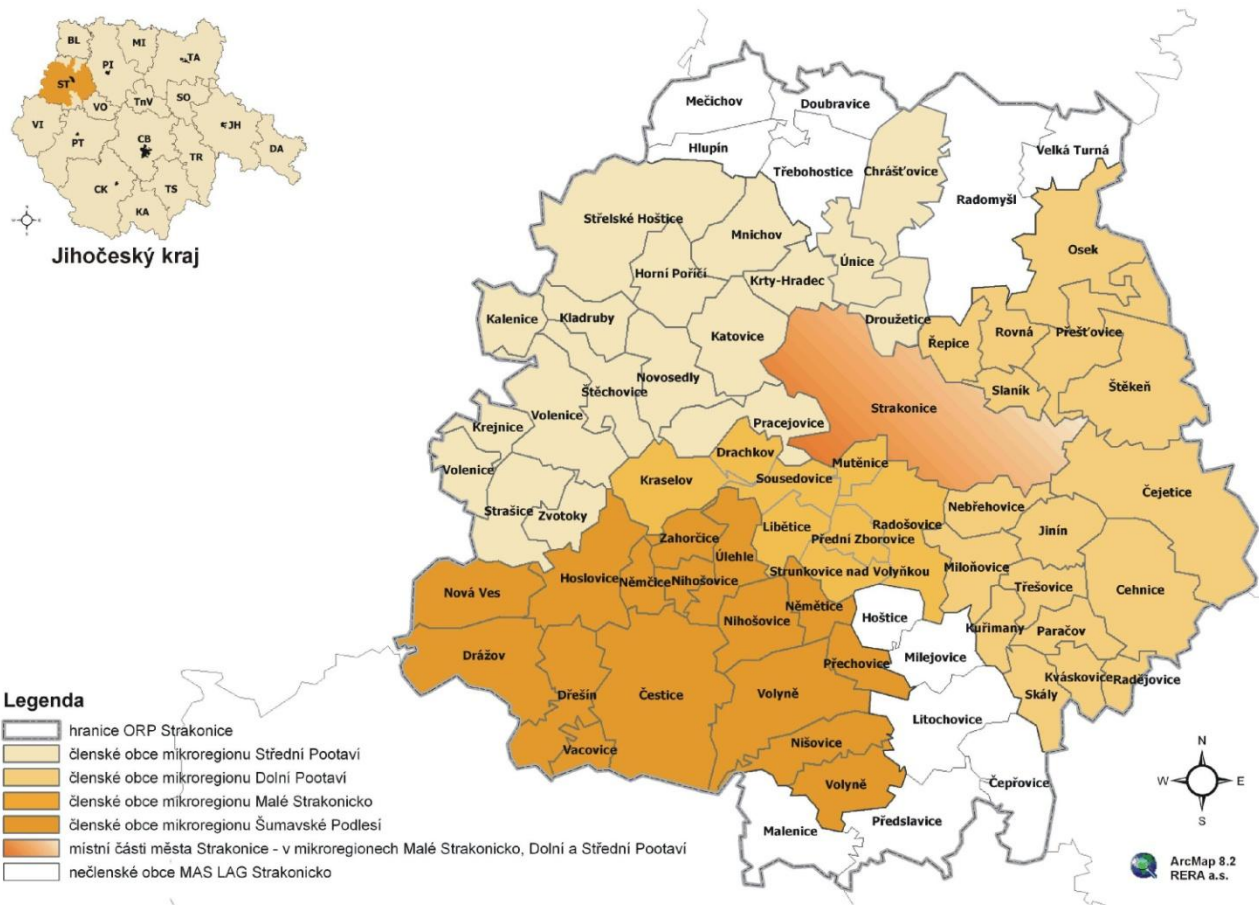 BL
MI
TA
PI
ST
VO
TnV
SO
JH
VI
PT
CB
DA
TR
CK
TS
KA
Jihočeský kraj
Mečichov
Doubravice
Hlupín
Třebohostice
Chrášťovice
Velká Turná
Radomyšl
Střelské Hoštice
Mnichov
Osek
Horní Poříčí
Krty-Hradec
Únice
Kalenice
Kladruby
Katovice
Droužetice
Řepice
Rovná
Přešťovice
Štěchovice
Novosedly
Slaník
Štěkeň
Volenice
Strakonice
Krejnice
Pracejovice
Volenice
Drachkov
Mutěnice
Kraselov
Sousedovice
Čejetice
Strašice
Zvotoky
Nebřehovice
Libětice
Radošovice
Přední Zborovice
Jinín
Zahorčice
Úlehle
Hoslovice
Němčice
Nihošovice
Strunkovice nad Volyňkou
Miloňovice
Třešovice
Cehnice
Nová Ves
Nihošovice
Němětice
Hoštice
Kuřimany
Paračov
Drážov
Přechovice
Milejovice
Kváskovice
Radějovice
Dřešín
Čestice
Volyně
Skály
Litochovice
Vacovice
Nišovice
Volyně
Čepřovice
Malenice
Předslavice
Legenda
hranice ORP Strakonice
členské obce mikroregionu Střední Pootaví
členské obce mikroregionu Dolní Pootaví
členské obce mikroregionu Malé Strakonicko
členské obce mikroregionu Šumavské Podlesí
místní části města Strakonice - v mikroregionech Malé Strakonicko, Dolní a Střední Pootaví
nečlenské obce MAS LAG Strakonicko
N
W
E
S
ArcMap 8.2
RERA a.s.